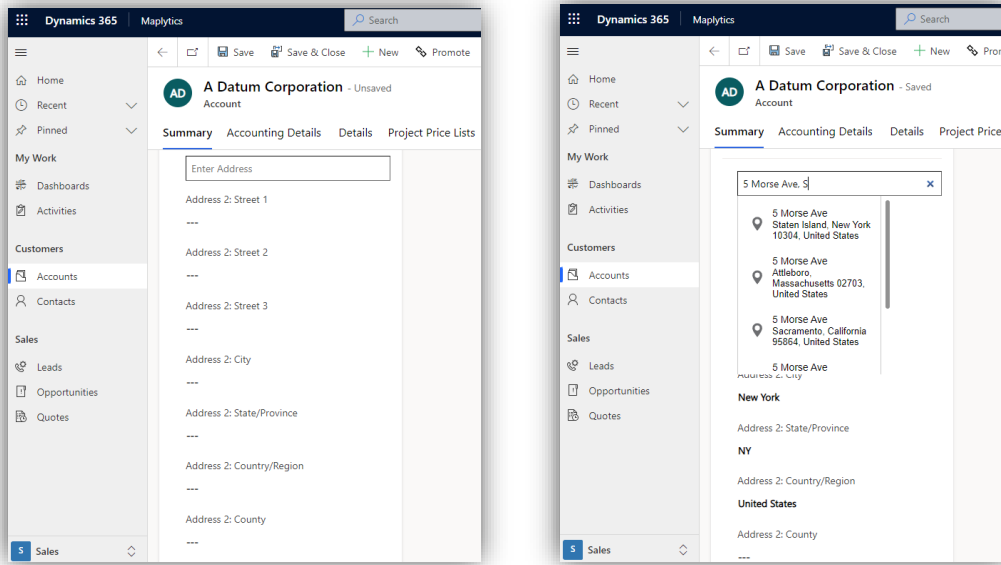 Dynamics 365 Maplytics Search
Save Save & Close New Promote
Home
Recent
Pinned
My Work
Dashboards
Activities
Customers
Accounts
Contacts
Sales
Leads
Opportunities
Quotes
S Sales
AD A Datum Corporation - Unsaved
Account
Summary Accounting Details Details Project Price Lists
Enter Address
Address 2: Street 1
---
Address 2: Street 2
---
Address 2: Street 3
---
Address 2: City
---
Address 2: State/Province
---
Address 2: Country/Region
---
Address 2: County
---
Dynamics 365 Maplytics Search
Save Save & Close New Pror
Home
Recent
Pinned
My Work
Dashboards
Activities
Customers
Accounts
Contacts
Sales
Leads
Opportunities
Quotes
S Sales
AD A Datum Corporation - Saved
Account
Summary Accounting Details Details Project Price
5 Morse Ave, S
5 Morse Ave
Staten Island, New York
10304, United States
5 Morse Ave
Attleboro,
Massachusetts 02703,
United States
5 Morse Ave
Sacramento, California
95864, United States
5 Morse Ave
Address 2: City
New York
Address 2: State/Province
NY
Address 2: Country/Region
United States
Address 2: County
---